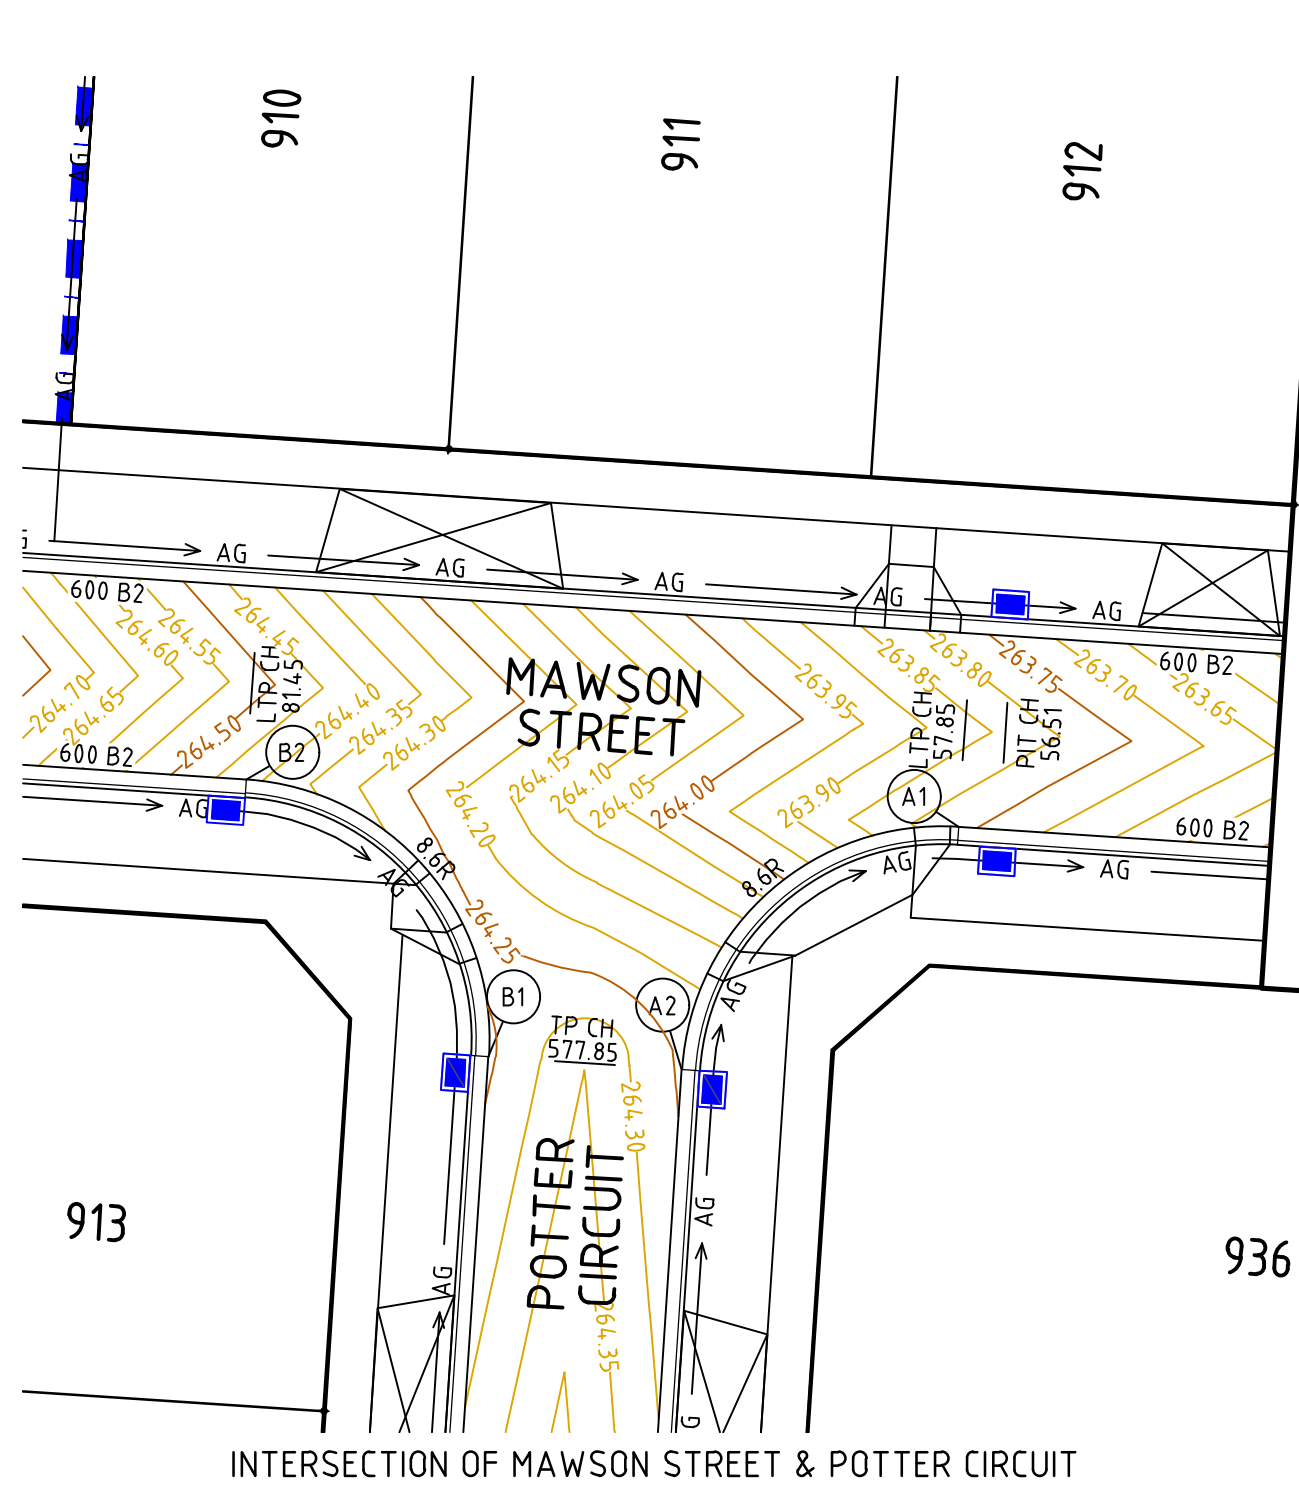 910
911
912
AG
AG
AG
AG
AG
AG
AG
600 B2
264.45
264.55
264.60
264.70
264.65
264.50
LTP CH
81.45
264.40
264.35
264.30
600 B2
B2
MAWSON
STREET
263.95
263.85
263.80
263.75
263.70
263.65
600 B2
LTP CH
57.85
PIT CH
56.51
264.20
264.15
264.10
264.05
264.00
263.90
A1
600 B2
AG
AG
8.6R
8.6R
AG
AG
264.25
B1
A2
AG
TP CH
577.85
264.30
POTTER
CIRCUIT
AG
AG
264.35
913
936
INTERSECTION OF MAWSON STREET & POTTER CIRCUIT